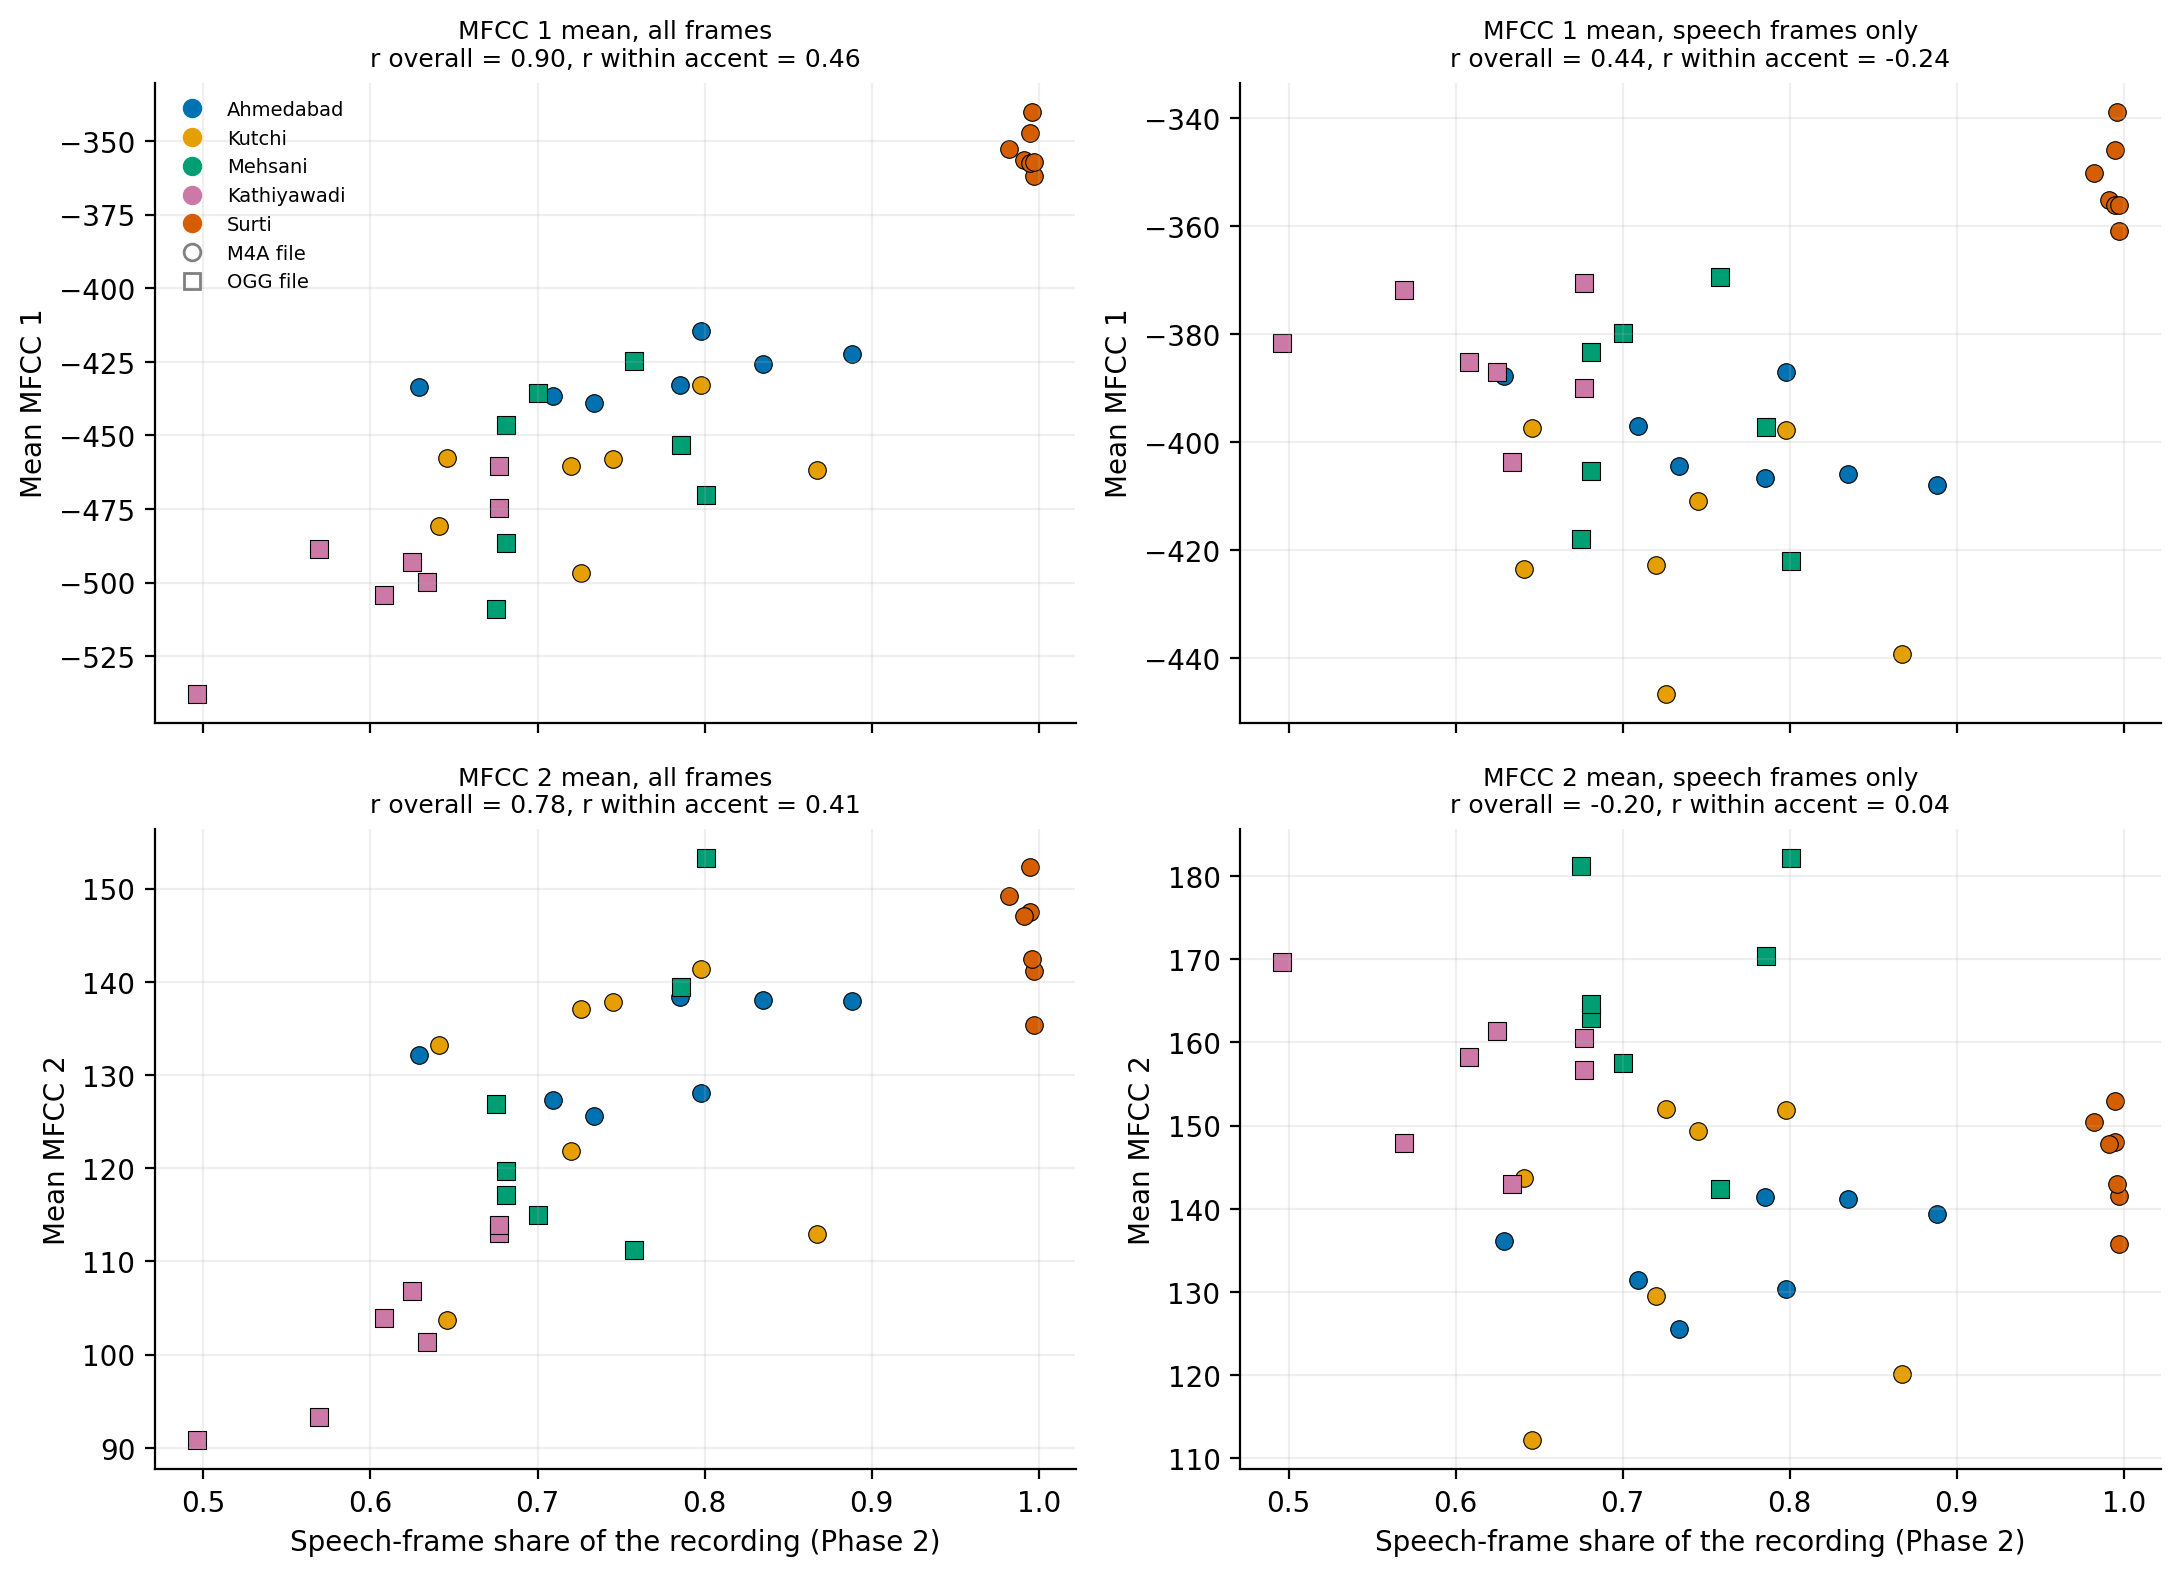 MFCC 1 mean, all frames
r overall = 0.90, r within accent = 0.46
Ahmedabad
Kutchi
Mehsani
Kathiyawadi
Surti
M4A file
OGG file
−350
−375
−400
−425
−450
−475
−500
−525
Mean MFCC 1
MFCC 1 mean, speech frames only
r overall = 0.44, r within accent = -0.24
−340
−360
−380
−400
−420
−440
Mean MFCC 1
MFCC 2 mean, all frames
r overall = 0.78, r within accent = 0.41
150
140
130
120
110
100
90
Mean MFCC 2
0.5 0.6 0.7 0.8 0.9 1.0
Speech-frame share of the recording (Phase 2)
MFCC 2 mean, speech frames only
r overall = -0.20, r within accent = 0.04
180
170
160
150
140
130
120
110
Mean MFCC 2
0.5 0.6 0.7 0.8 0.9 1.0
Speech-frame share of the recording (Phase 2)